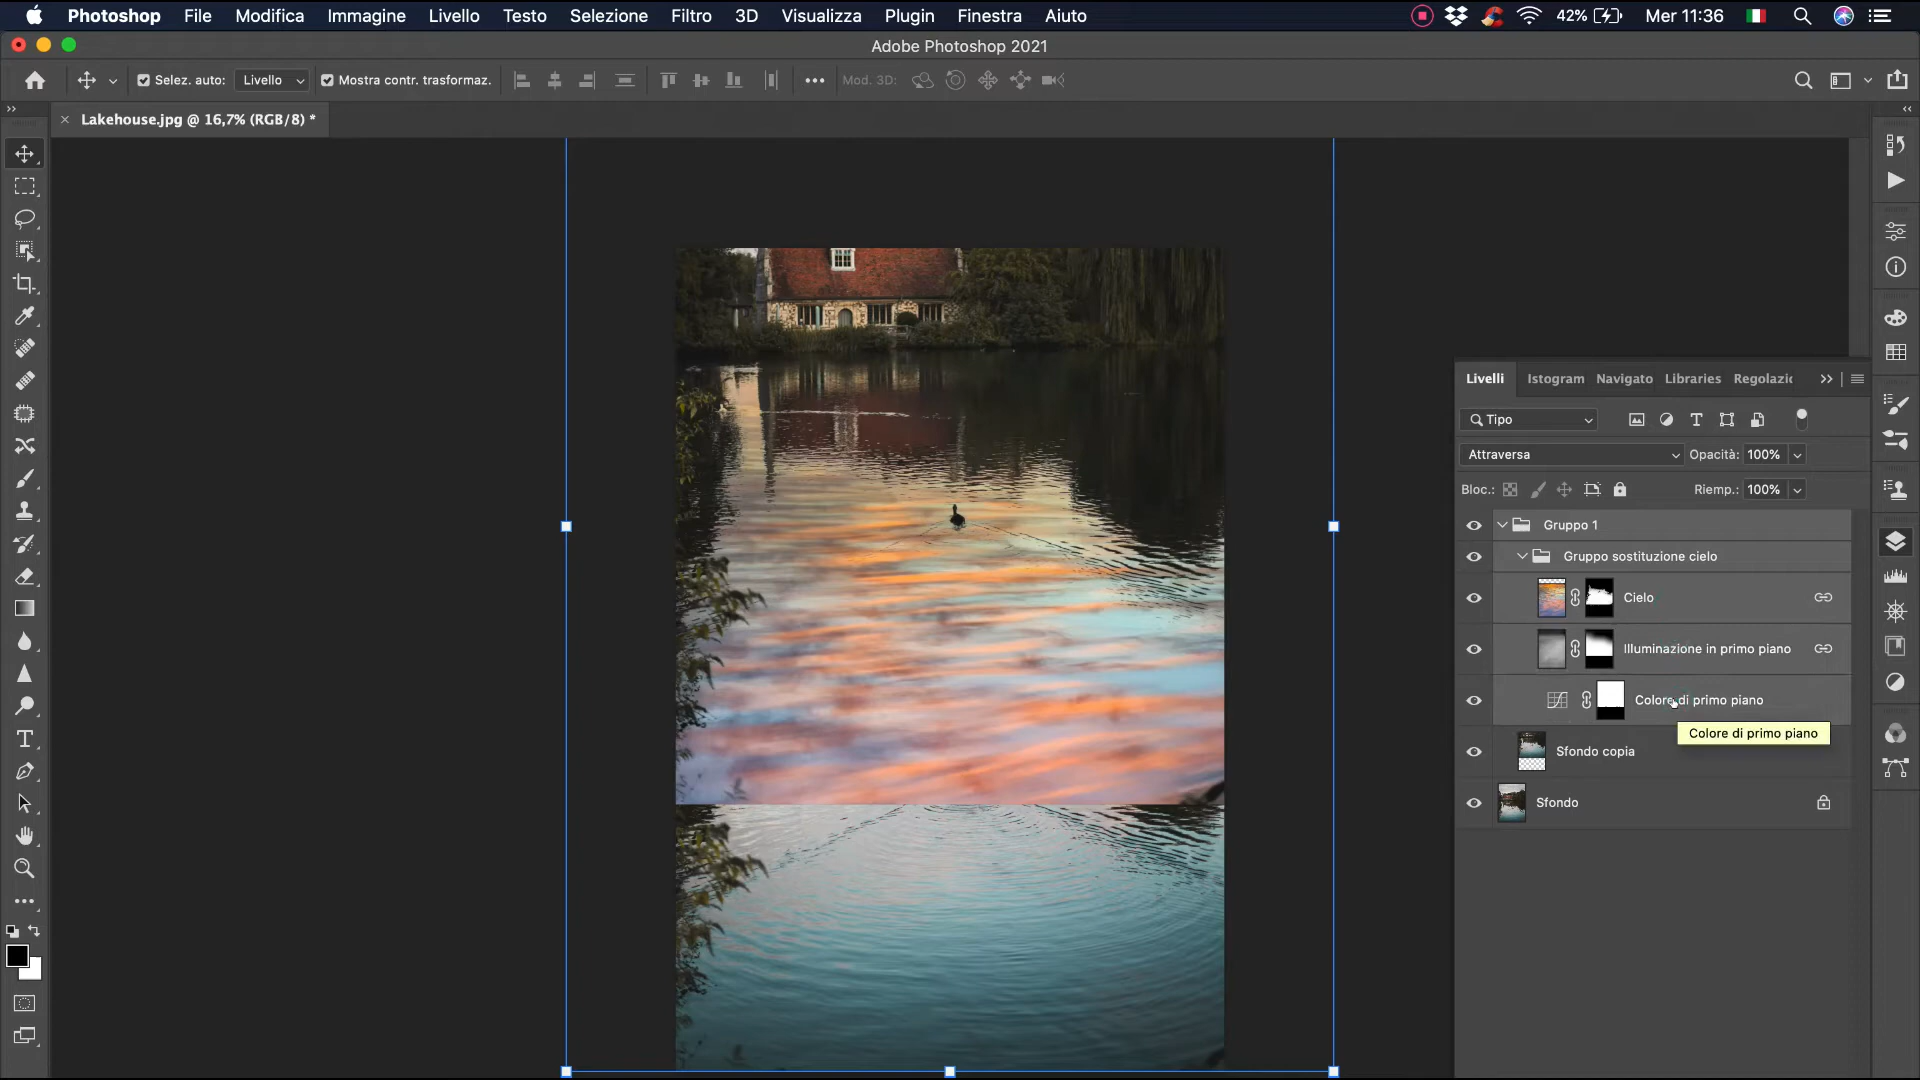 Photoshop File Modifica Immagine Livello Testo Selezione Filtro 3D Visualizza Plugin Finestra Aiuto 42% Mer 11:36
Adobe Photoshop 2021
Selez. auto: Livello Mostra contr. trasformaz. Mod. 3D:
Lakehouse.jpg @ 16,7% (RGB/8) *
Livelli Istogram Navigato Libraries Regolazic
Tipo
Attraversa Opacità: 100%
Bloc.: Riemp.: 100%
Gruppo 1
Gruppo sostituzione cielo
Cielo
Illuminazione in primo piano
Colore di primo piano
Colore di primo piano
Sfondo copia
Sfondo